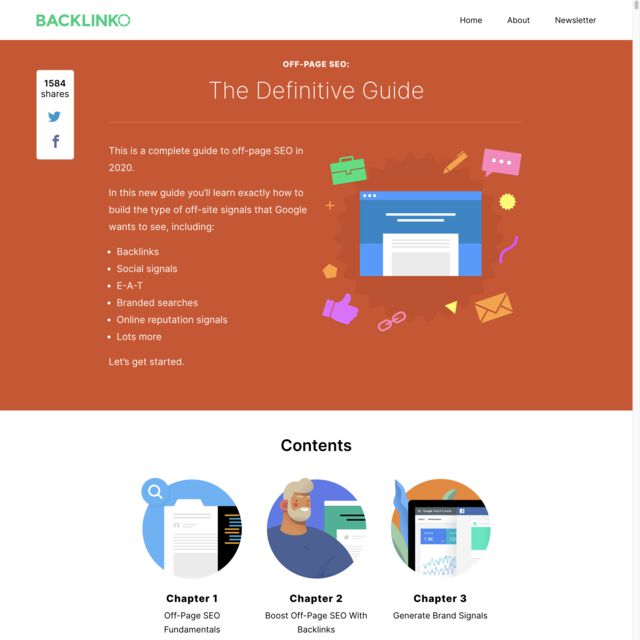 BACKLINKO
Home
About
Newsletter
1584
shares
OFF-PAGE SEO:
The Definitive Guide
This is a complete guide to off-page SEO in
2020.
In this new guide you'll learn exactly how to
build the type of off-site signals that Google
wants to see, including:
• Backlinks
• Social signals
• E-A-T
• Branded searches
• Online reputation signals
• Lots more
Let's get started.
Contents
Google Search Console
Chapter 1
Off-Page SEO
Fundamentals
Chapter 2
Boost Off-Page SEO With
Backlinks
Chapter 3
Generate Brand Signals